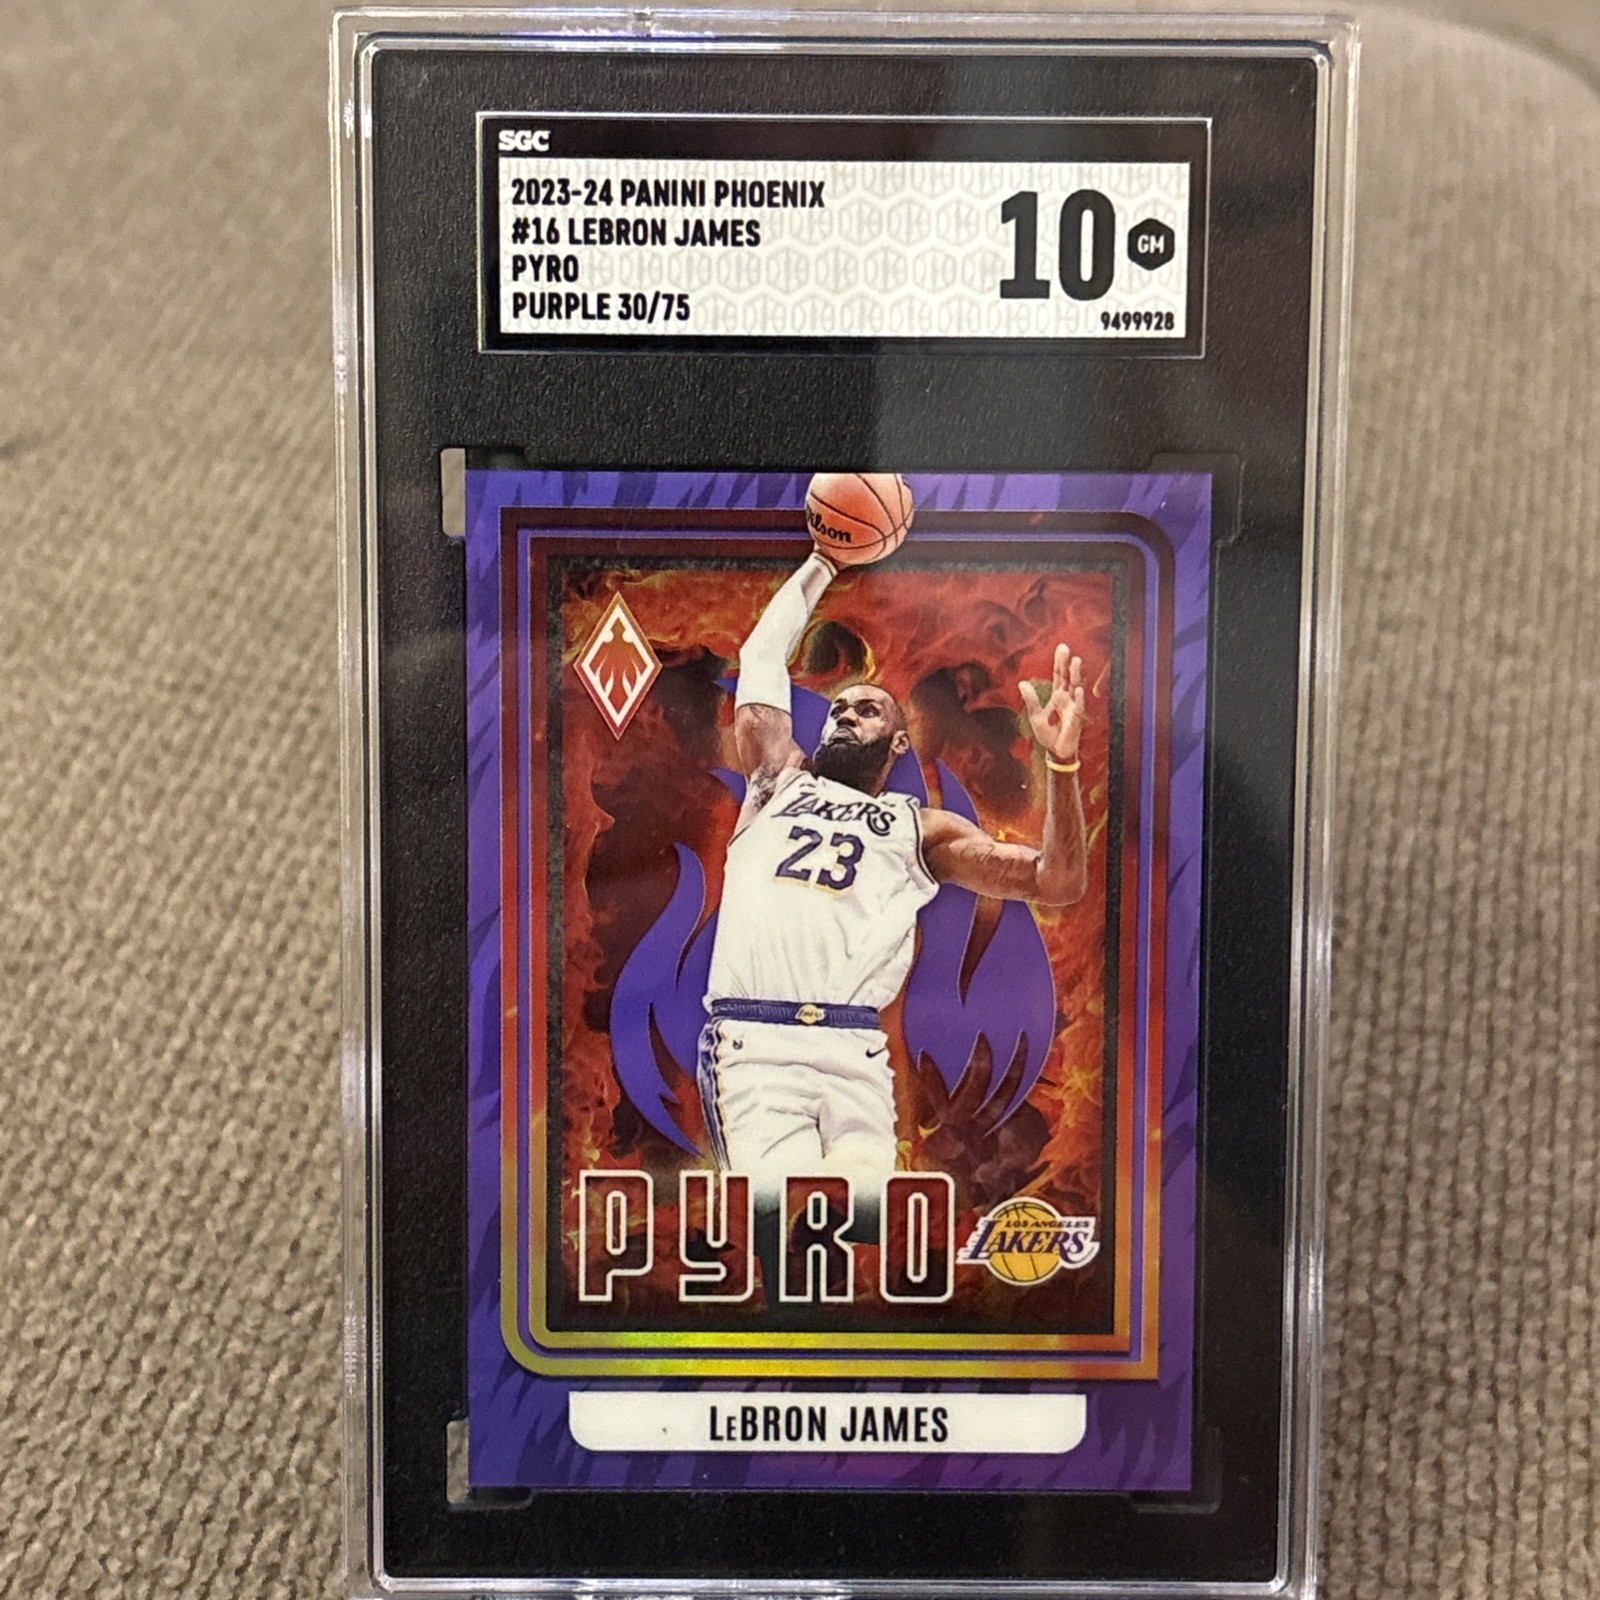 SGC
2023-24 PANINI PHOENIX
#16 LEBRON JAMES
PYRO
PURPLE 30/75
10 GM
9499928
Wilson
LAKERS
23
PYRO
LOS ANGELES
LAKERS
LeBRON JAMES